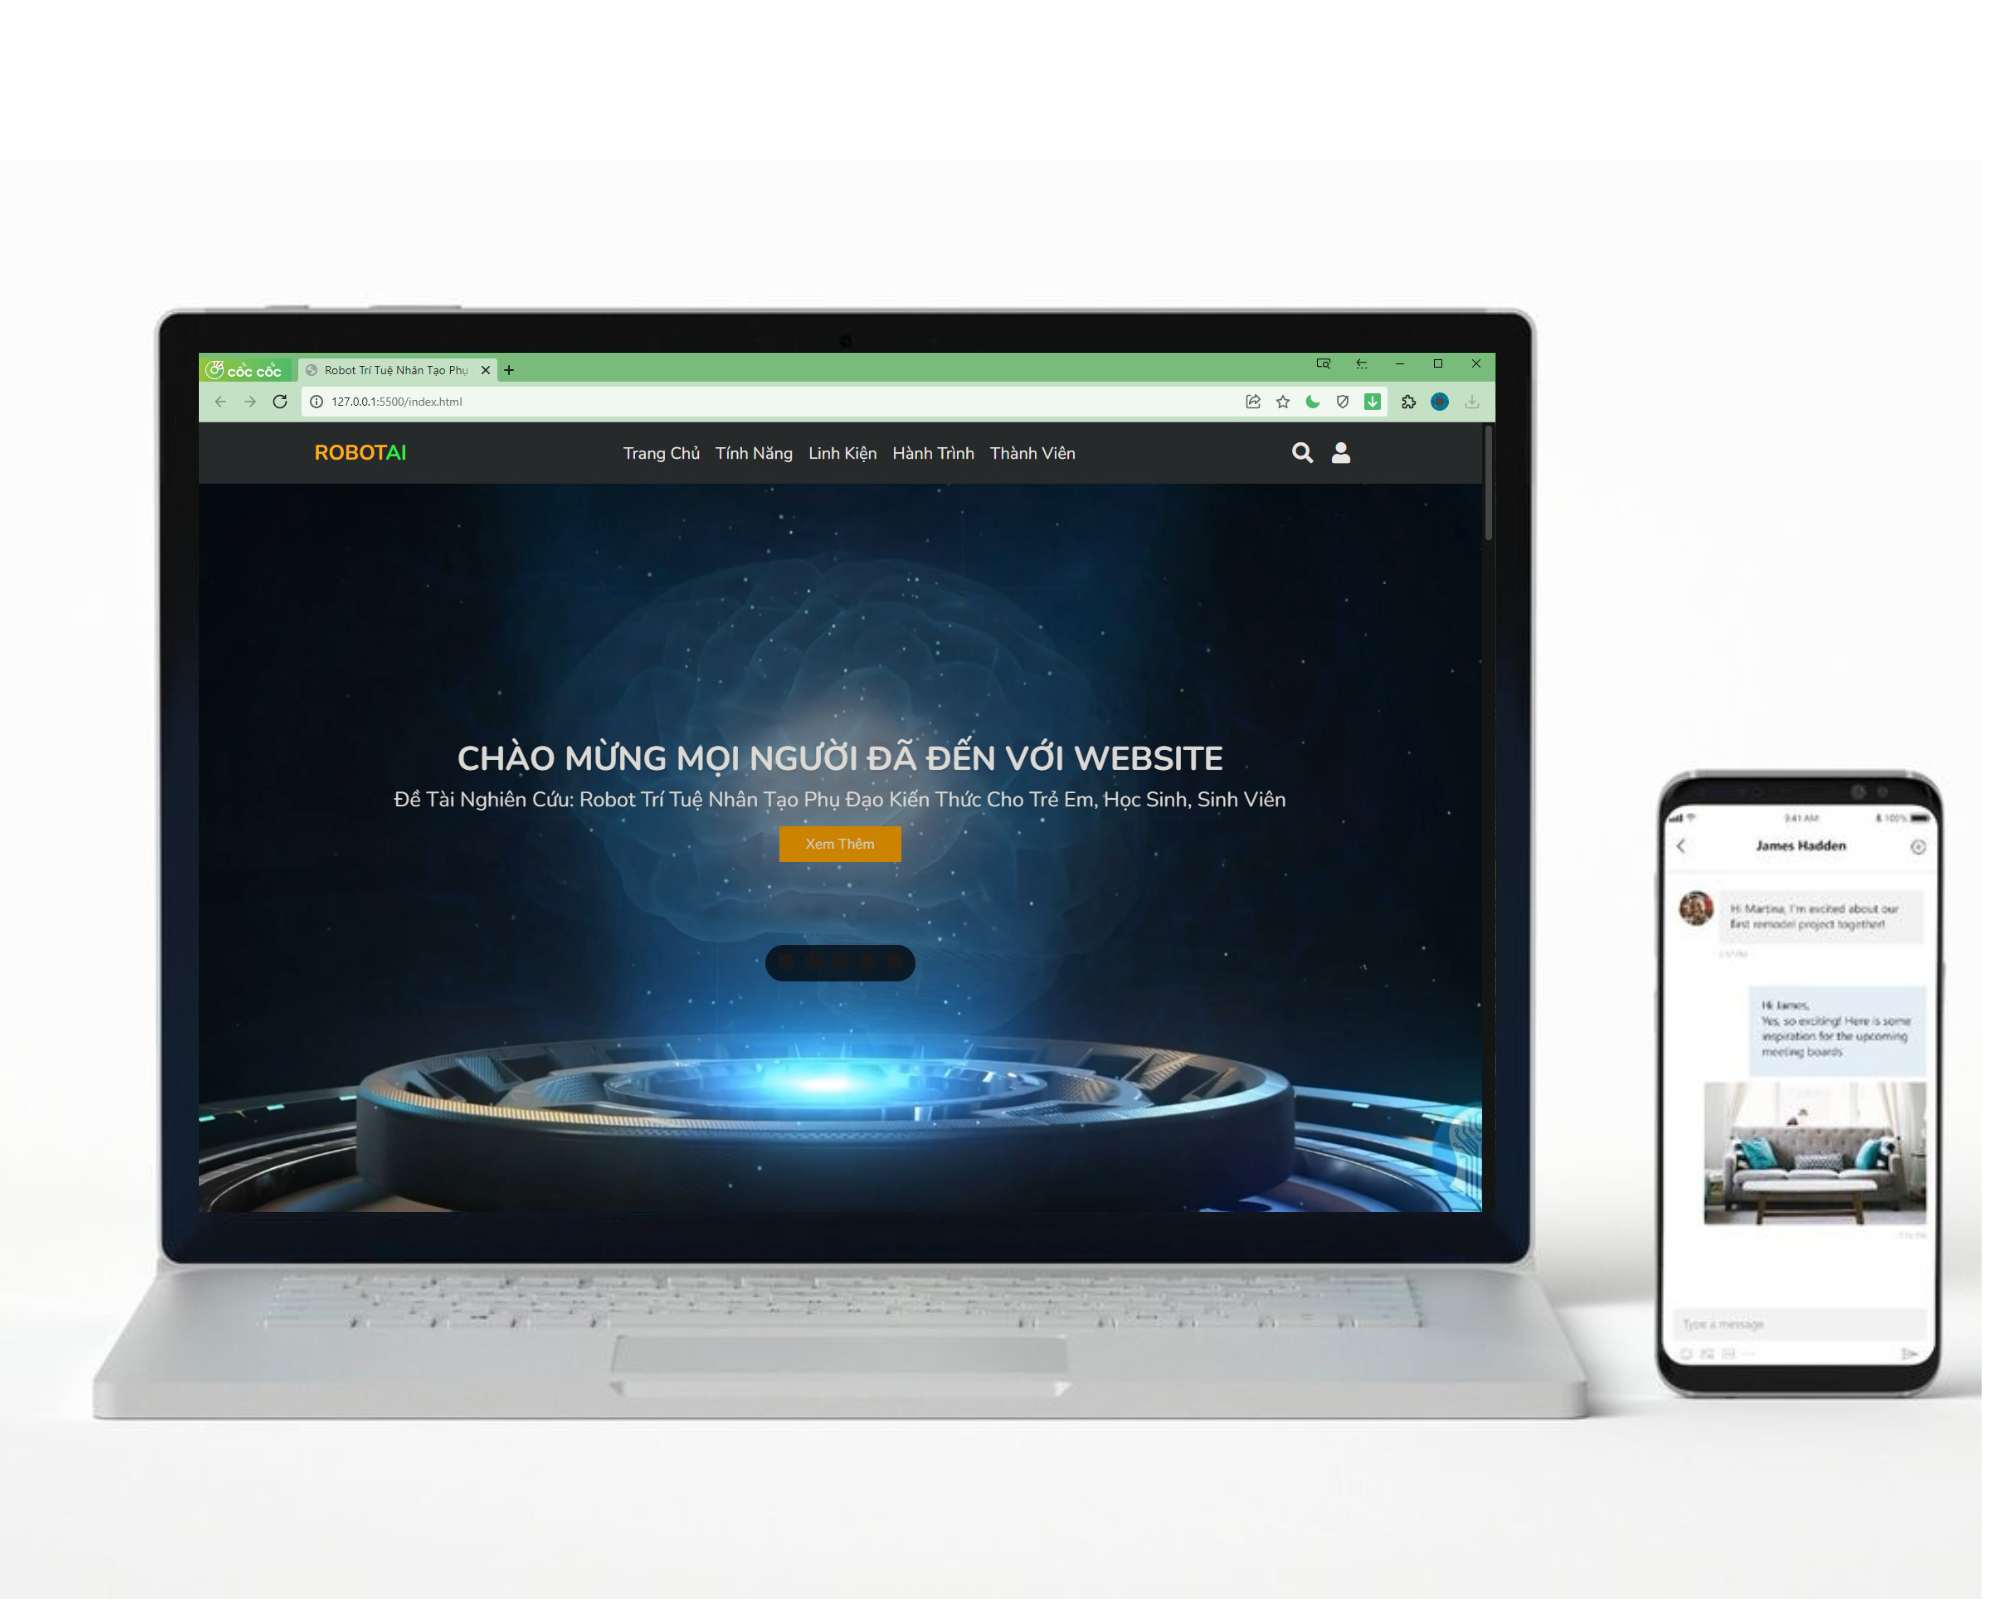 cốc cốc
Robot Trí Tuệ Nhân Tạo Phụ
127.0.0.1:5500/index.html
ROBOTAI
Trang Chủ Tính Năng Linh Kiện Hành Trình Thành Viên
CHÀO MỪNG MỌI NGƯỜI ĐÃ ĐẾN VỚI WEBSITE
Đề Tài Nghiên Cứu: Robot Trí Tuệ Nhân Tạo Phụ Đạo Kiến Thức Cho Trẻ Em, Học Sinh, Sinh Viên
Xem Thêm
9:41 AM
100%
James Hadden
Hi Martina, I'm excited about our
first remodel project together!
Hi James,
Yes, so exciting! Here is some
inspiration for the upcoming
meeting boards
Type a message